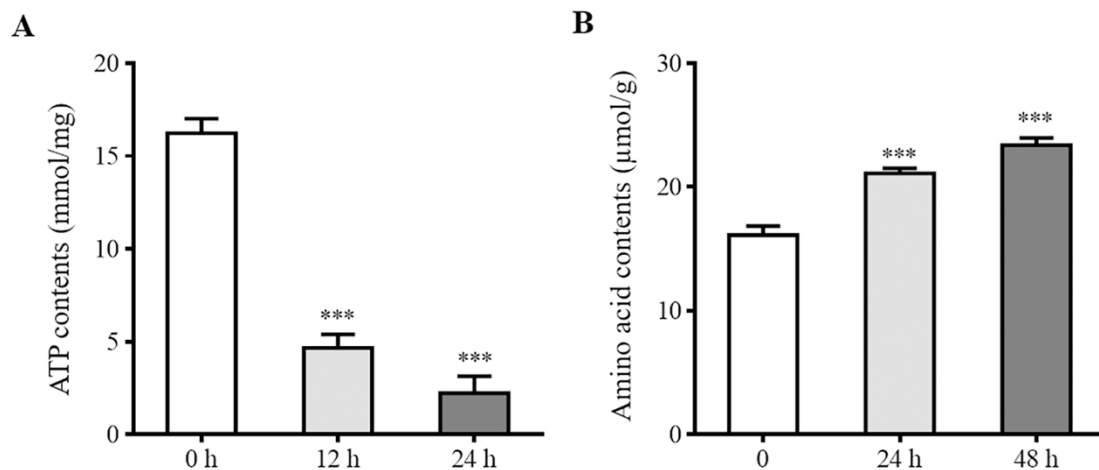 A
ATP contents (mmol/mg)
20
15
10
5
0
***
***
0 h
12 h
24 h
B
Amino acid contents (μmol/g)
30
20
10
0
***
***
0
24 h
48 h